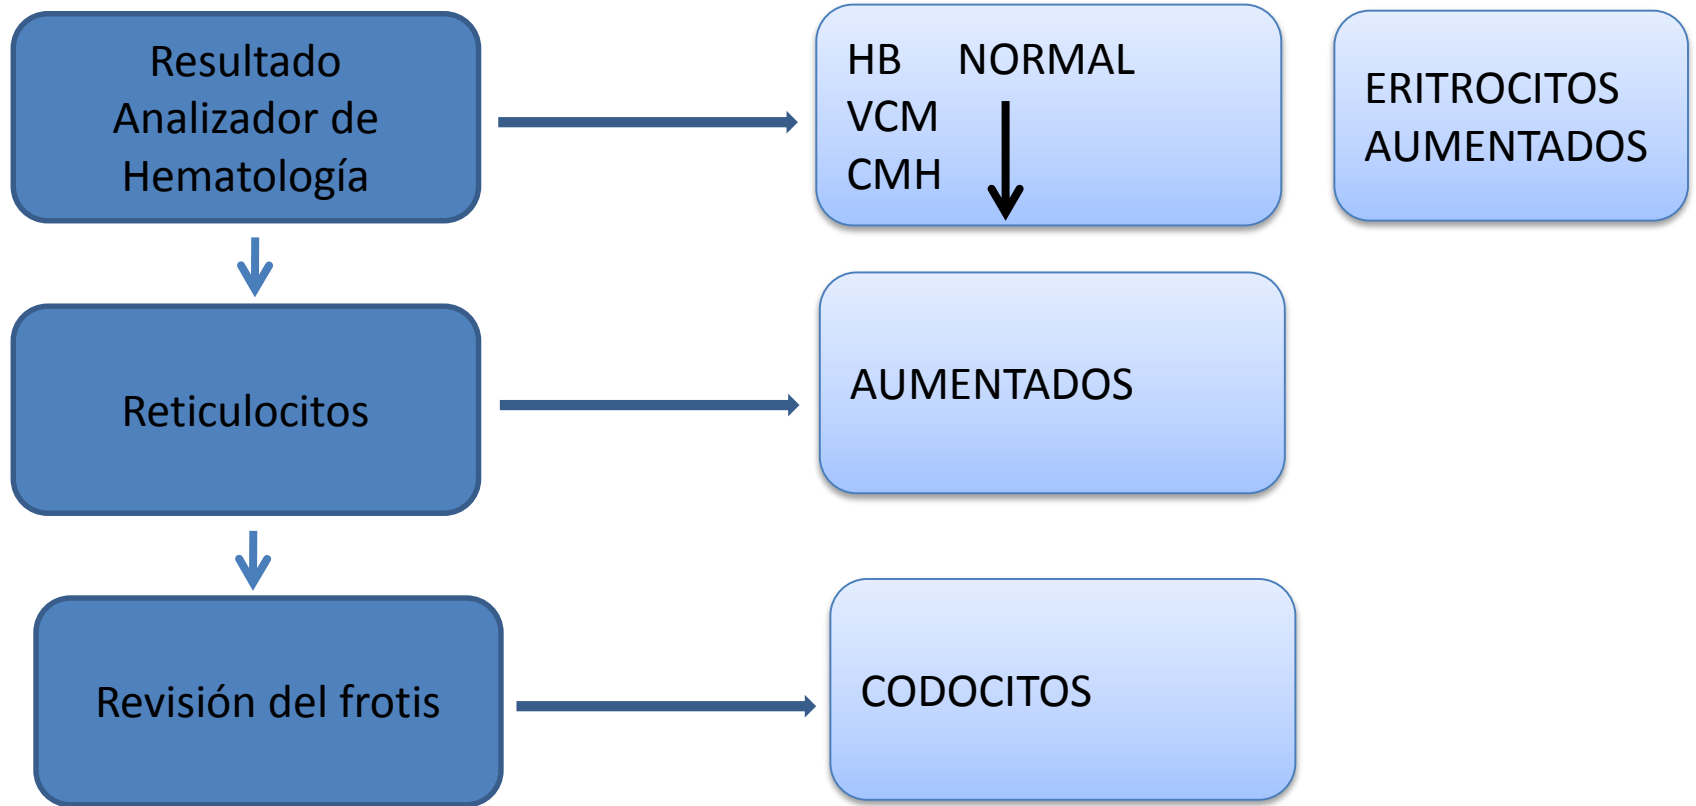 Resultado
Analizador de
Hematología
HB NORMAL
VCM
CMH
ERITROCITOS
AUMENTADOS
Reticulocitos
AUMENTADOS
Revisión del frotis
CODOCITOS